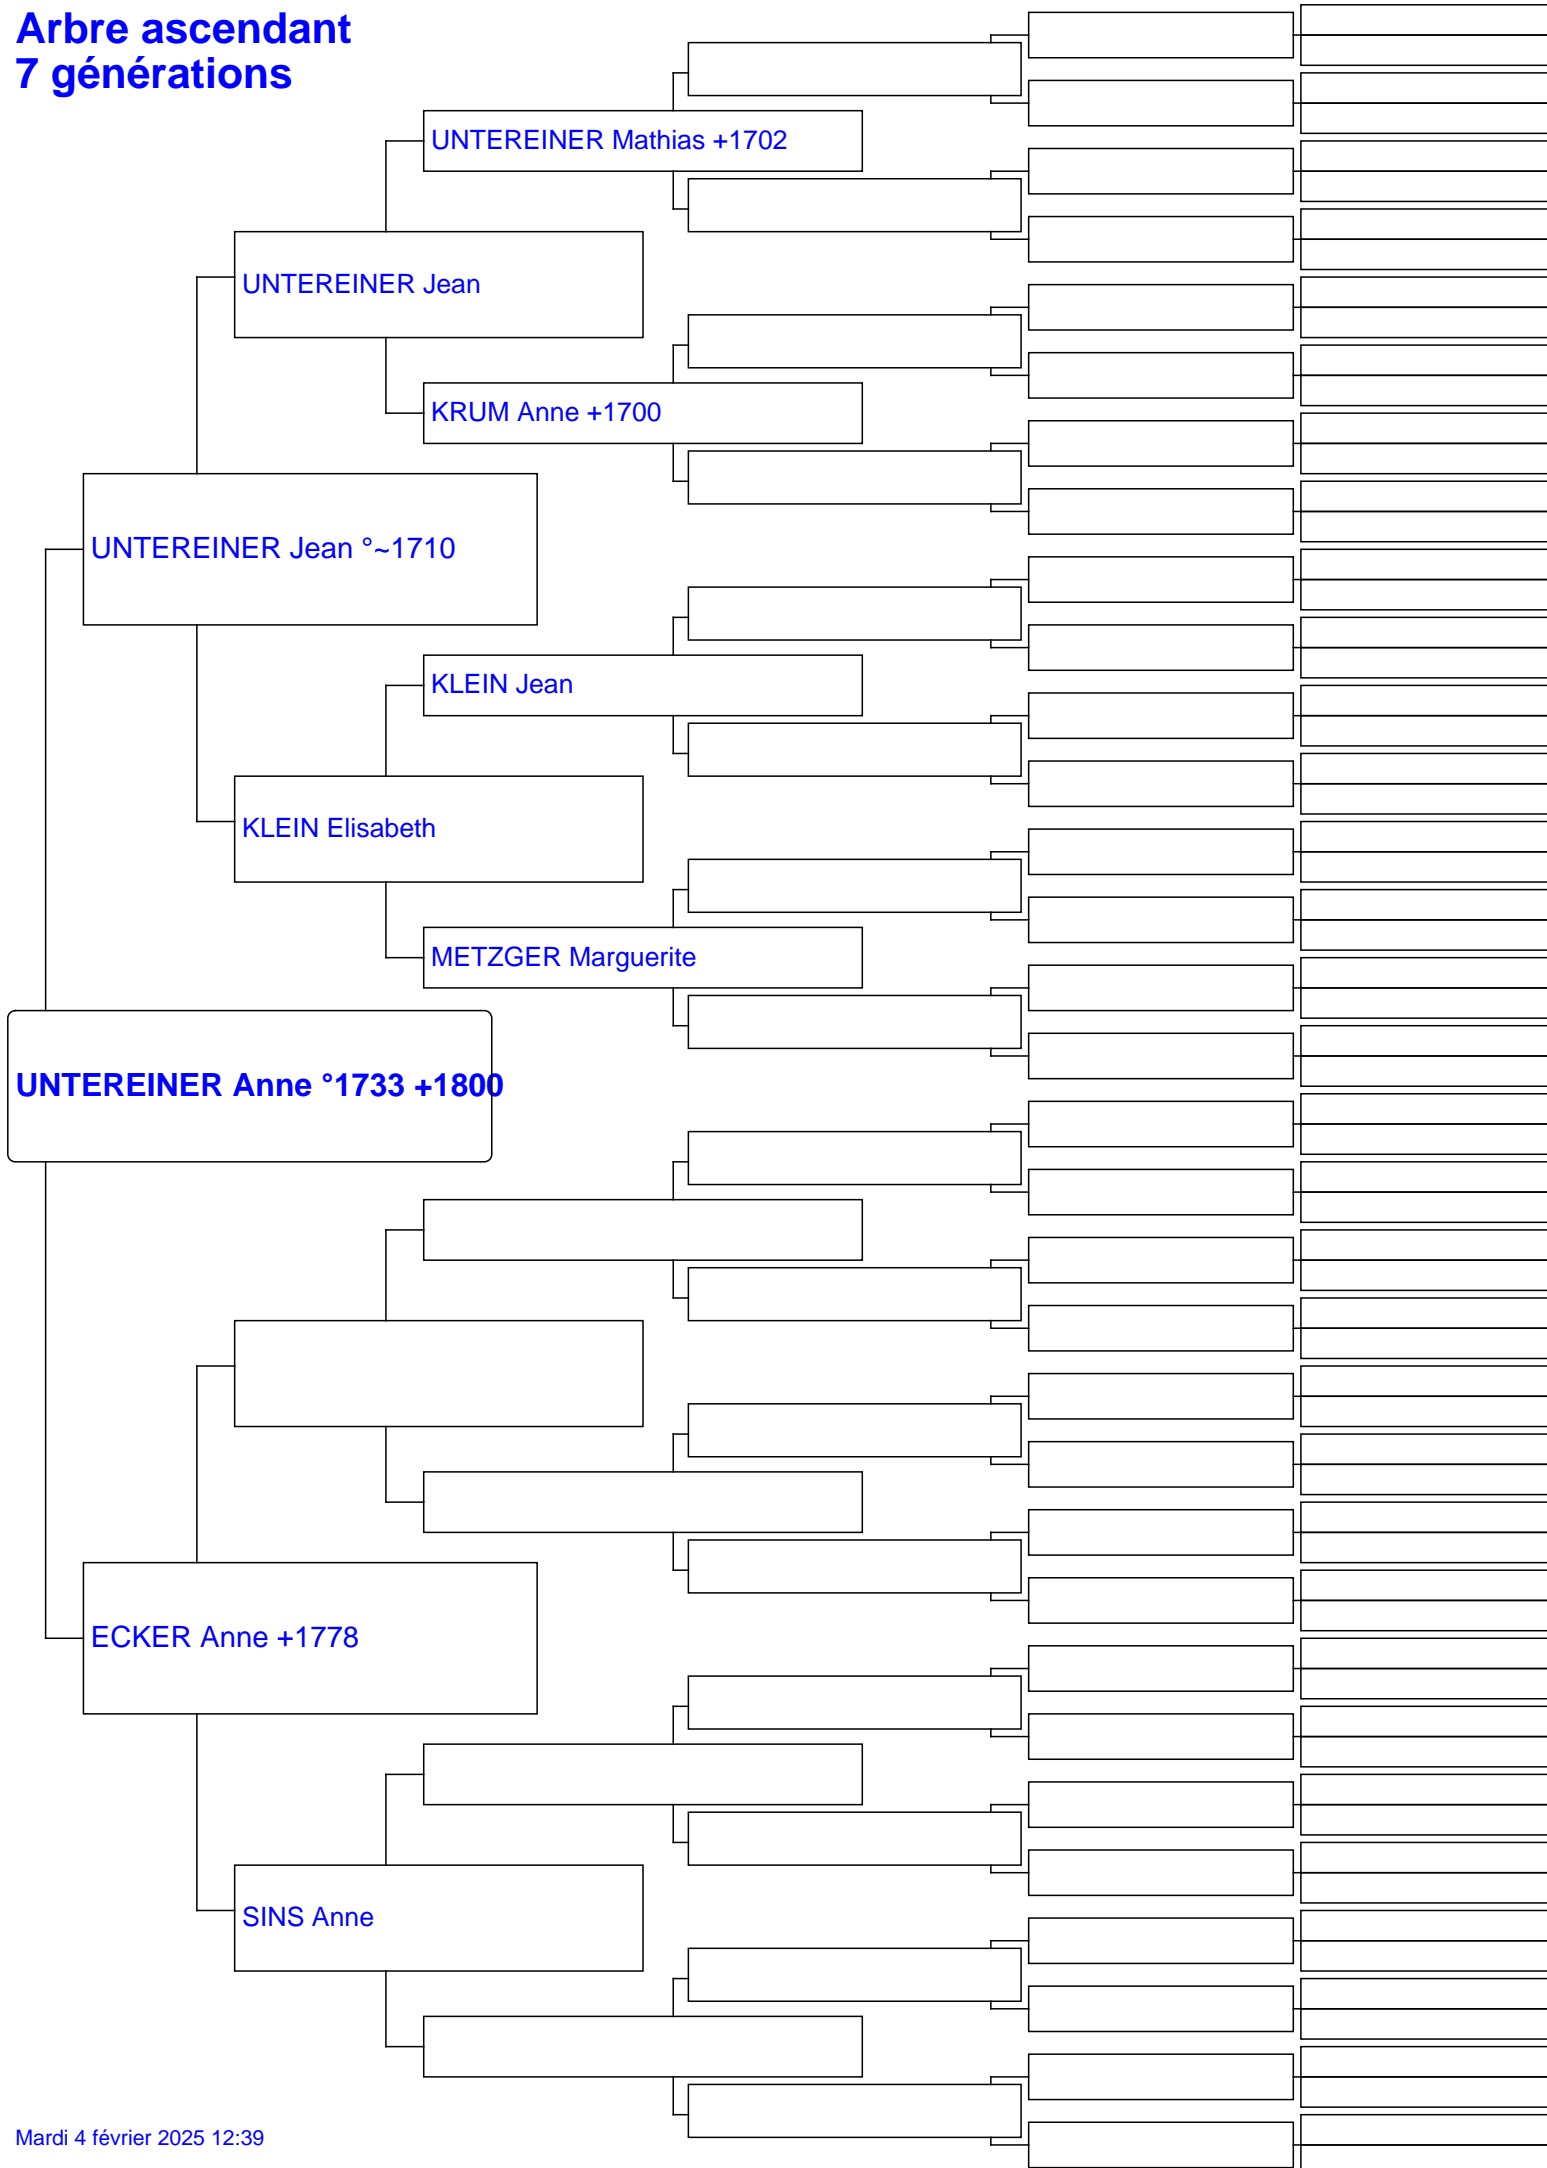 Arbre ascendant
7 générations
UNTEREINER Mathias +1702
UNTEREINER Jean
KRUM Anne +1700
UNTEREINER Jean °~1710
KLEIN Jean
KLEIN Elisabeth
METZGER Marguerite
UNTEREINER Anne °1733 +1800
ECKER Anne +1778
SINS Anne
Mardi 4 février 2025 12:39